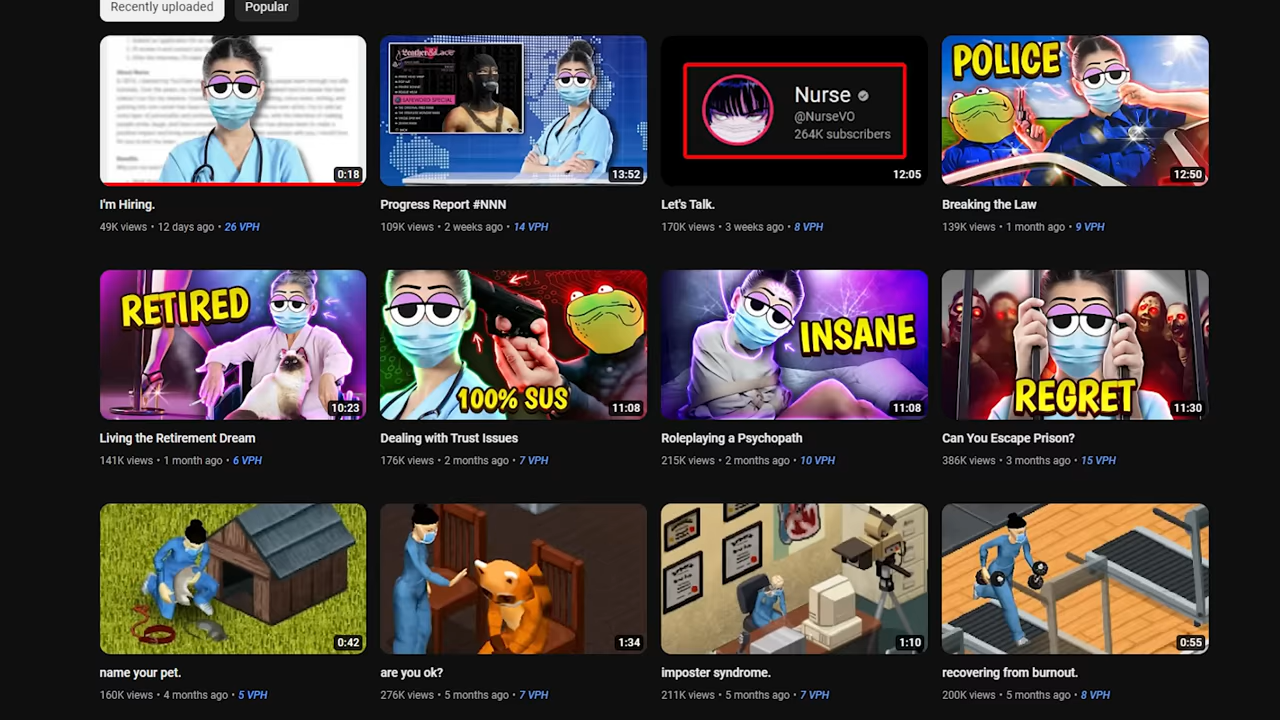 Recently uploaded
Popular
0:18
SAFEWORD SPECIAL
13:52
Nurse
@NurseVO
264K subscribers
12:05
POLICE
12:50
I'm Hiring.
49K views • 12 days ago • 26 VPH
Progress Report #NNN
109K views • 2 weeks ago • 14 VPH
Let's Talk.
170K views • 3 weeks ago • 8 VPH
Breaking the Law
139K views • 1 month ago • 9 VPH
RETIRED
10:23
100% SUS
11:08
INSANE
11:08
REGRET
11:30
Living the Retirement Dream
141K views • 1 month ago • 6 VPH
Dealing with Trust Issues
176K views • 2 months ago • 7 VPH
Roleplaying a Psychopath
215K views • 2 months ago • 10 VPH
Can You Escape Prison?
386K views • 3 months ago • 15 VPH
0:42
1:34
1:10
0:55
name your pet.
160K views • 4 months ago • 5 VPH
are you ok?
276K views • 5 months ago • 7 VPH
imposter syndrome.
211K views • 5 months ago • 7 VPH
recovering from burnout.
200K views • 5 months ago • 8 VPH